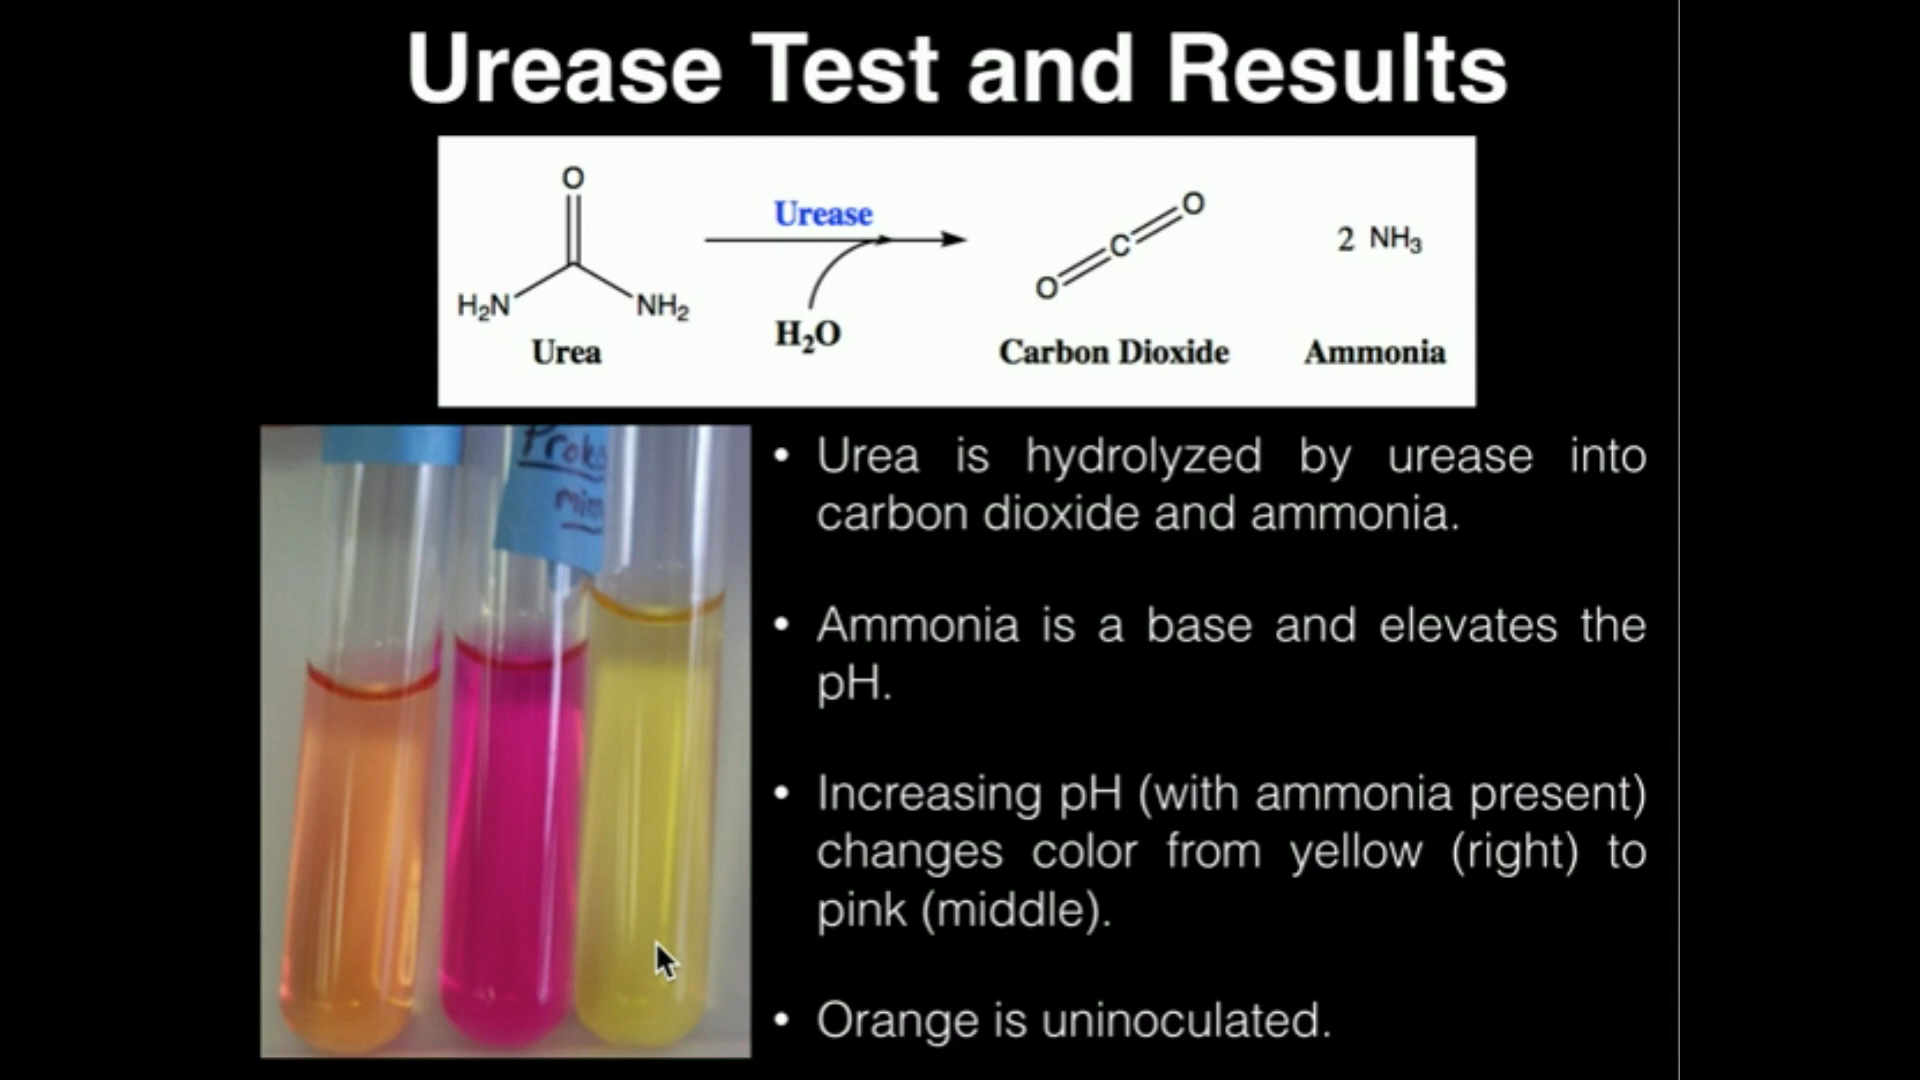 Urease Test and Results
O
Urease
O
C
O
2 NH₃
H₂N
NH₂
H₂O
Urea
Carbon Dioxide
Ammonia
• Urea is hydrolyzed by urease into
carbon dioxide and ammonia.
• Ammonia is a base and elevates the
pH.
• Increasing pH (with ammonia present)
changes color from yellow (right) to
pink (middle).
• Orange is uninoculated.